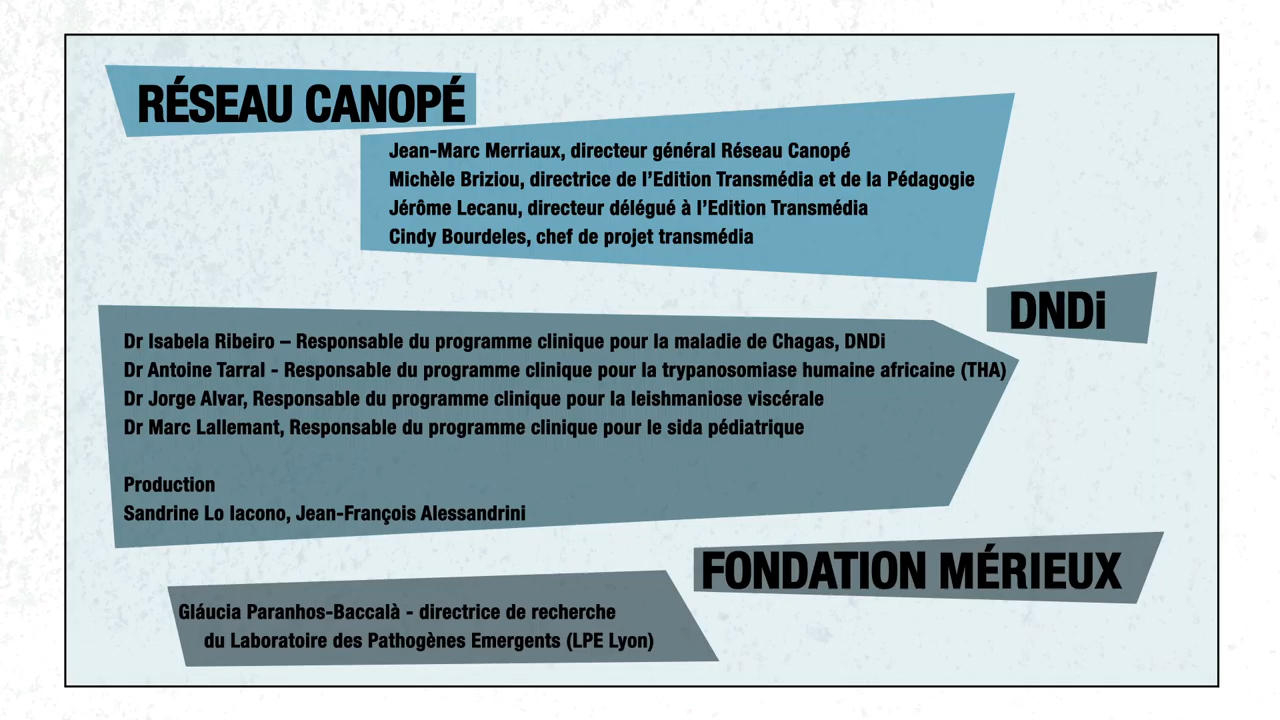 RÉSEAU CANOPÉ
Jean-Marc Merriaux, directeur général Réseau Canopé
Michèle Briziou, directrice de l’Edition Transmédia et de la Pédagogie
Jérôme Lecanu, directeur délégué à l’Edition Transmédia
Cindy Bourdeles, chef de projet transmédia
DNDi
Dr Isabela Ribeiro – Responsable du programme clinique pour la maladie de Chagas, DNDi
Dr Antoine Tarral - Responsable du programme clinique pour la trypanosomiase humaine africaine (THA)
Dr Jorge Alvar, Responsable du programme clinique pour la leishmaniose viscérale
Dr Marc Lallemant, Responsable du programme clinique pour le sida pédiatrique
Production
Sandrine Lo Iacono, Jean-François Alessandrini
FONDATION MÉRIEUX
Gláucia Paranhos-Baccalà - directrice de recherche
du Laboratoire des Pathogènes Emergents (LPE Lyon)